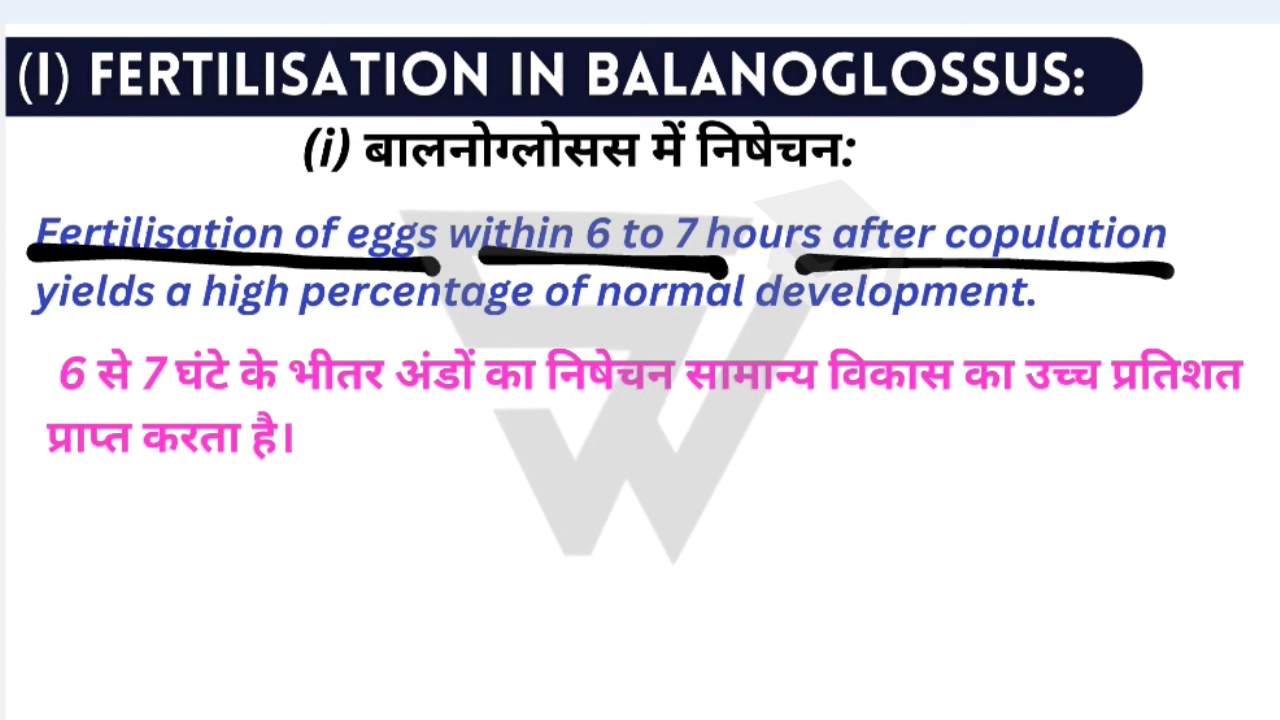 (I) FERTILISATION IN BALANOGLOSSUS:
(i) बालनोग्लोसस में निषेचन:
Fertilisation of eggs within 6 to 7 hours after copulation
yields a high percentage of normal development.
6 से 7 घंटे के भीतर अंडों का निषेचन सामान्य विकास का उच्च प्रतिशत
प्राप्त करता है।